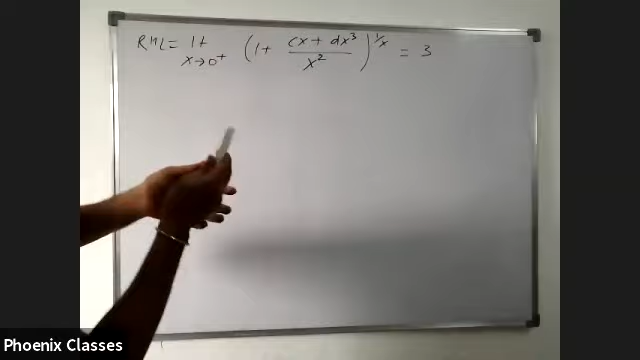 RHL = lt x→0⁺ (1 + (cx + dx³)/x²)^(1/x) = 3
Phoenix Classes